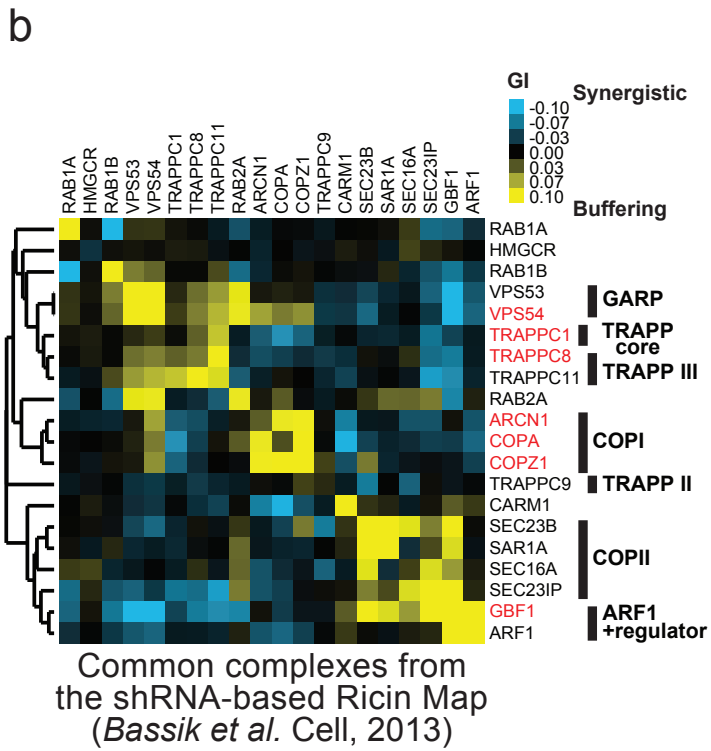 b
GI
Synergistic
-0.10
-0.07
-0.03
0.00
0.03
0.07
0.10
Buffering
RAB1A
HMGCR
RAB1B
VPS53
VPS54
TRAPPC1
TRAPPC8
TRAPPC11
RAB2A
ARCN1
COPA
COPZ1
TRAPPC9
CARM1
SEC23B
SAR1A
SEC16A
SEC23IP
GBF1
ARF1
RAB1A
HMGCR
RAB1B
VPS53
VPS54
TRAPPC1
TRAPPC8
TRAPPC11
RAB2A
ARCN1
COPA
COPZ1
TRAPPC9
CARM1
SEC23B
SAR1A
SEC16A
SEC23IP
GBF1
ARF1
GARP
TRAPP
core
TRAPP III
COPI
TRAPP II
COPII
ARF1
+regulator
Common complexes from
the shRNA-based Ricin Map
(Bassik et al. Cell, 2013)